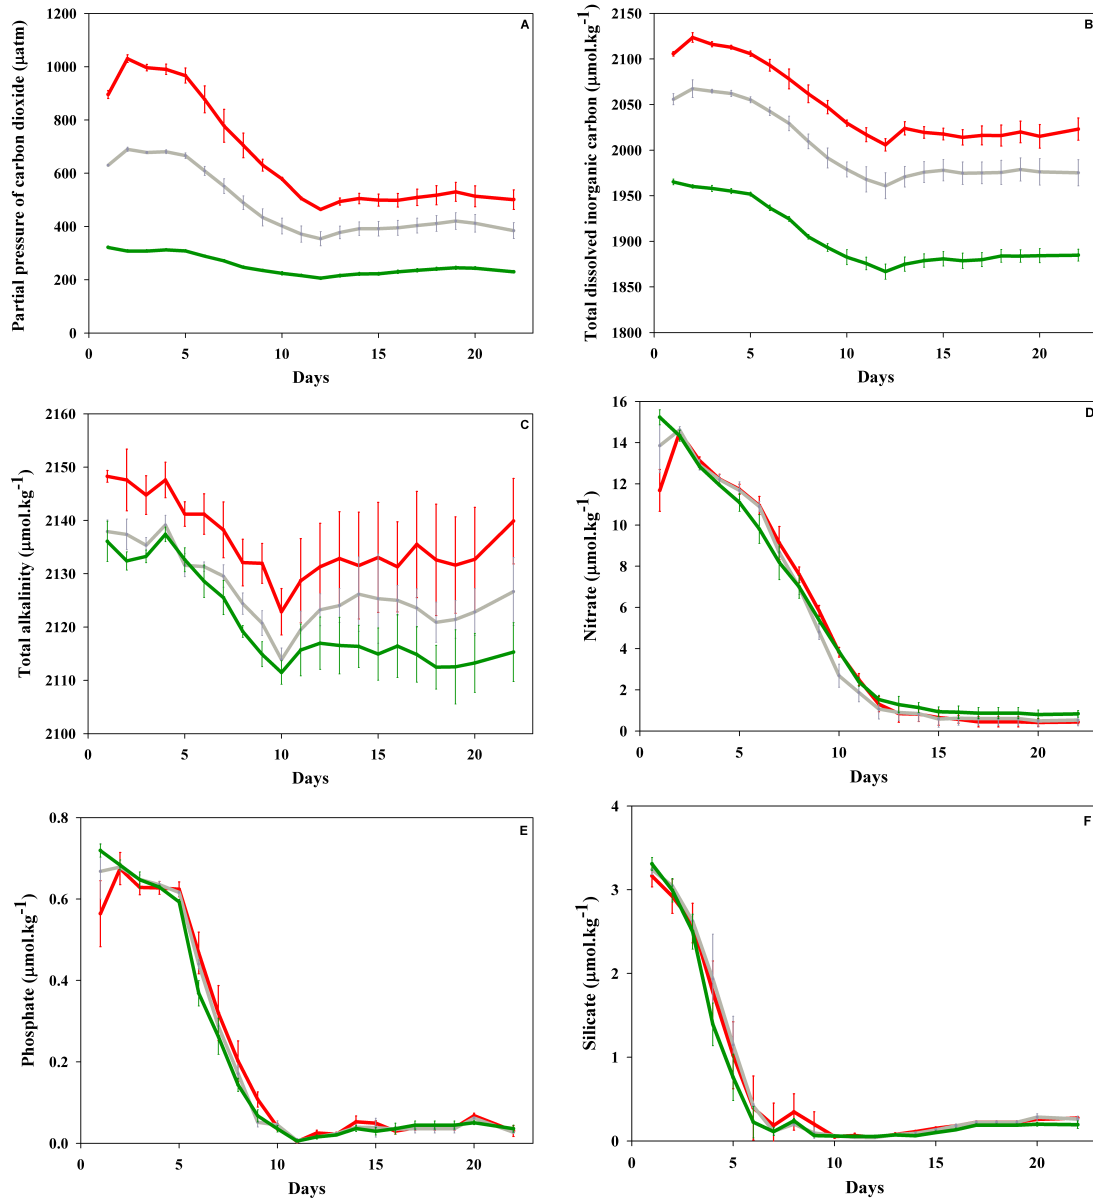 A
Partial pressure of carbon dioxide (µatm)
1200
1000
800
600
400
200
0
0 5 10 15 20
Days
B
Total dissolved inorganic carbon (µmol.kg-1)
2150
2100
2050
2000
1950
1900
1850
1800
0 5 10 15 20
Days
C
Total alkalinity (µmol.kg-1)
2160
2150
2140
2130
2120
2110
2100
0 5 10 15 20
Days
D
Nitrate (µmol.kg-1)
16
14
12
10
8
6
4
2
0
0 5 10 15 20
Days
E
Phosphate (µmol.kg-1)
0.8
0.6
0.4
0.2
0.0
0 5 10 15 20
Days
F
Silicate (µmol.kg-1)
4
3
2
1
0
0 5 10 15 20
Days